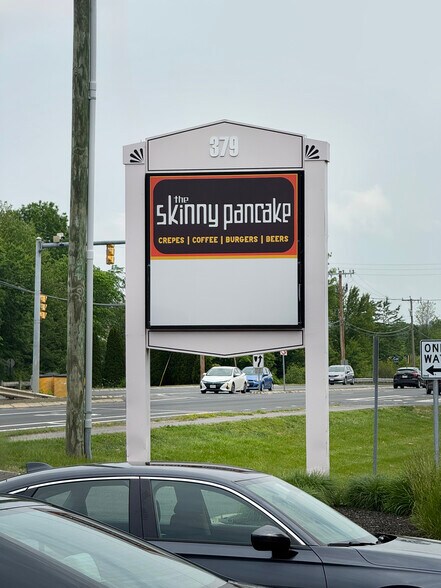 379
the
skinny pancake
CREPES | COFFEE | BURGERS | BEERS
ONE
WAY